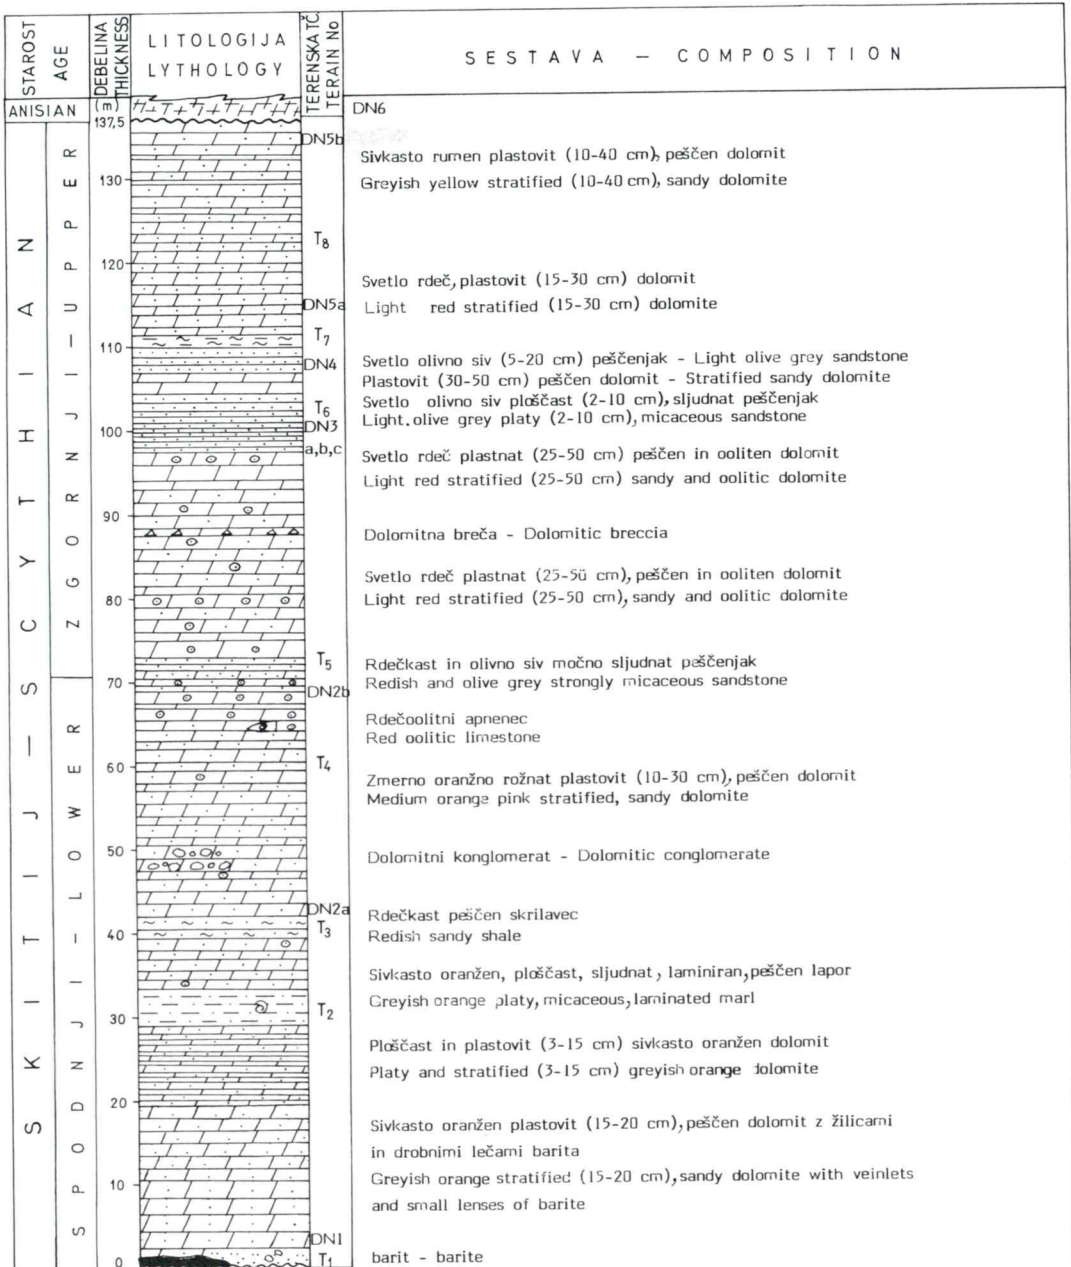 STAROST
AGE
DEBELINA
THICKNESS
(m)
LITOLOGIJA
LYTHOLOGY
TERENSKA TČ.
TERAIN No
SESTAVA — COMPOSITION
ANISIAN
DN6
137,5
DN5b
Sivkasto rumen plastovit (10-40 cm), peščen dolomit
130
Greyish yellow stratified (10-40 cm), sandy dolomite
T8
120
Svetlo rdeč, plastovit (15-30 cm) dolomit
DN5a
Light red stratified (15-30 cm) dolomite
T7
110
Svetlo olivno siv (5-20 cm) peščenjak - Light olive grey sandstone
DN4
Plastovit (30-50 cm) peščen dolomit - Stratified sandy dolomite
Svetlo olivno siv ploščast (2-10 cm), sljudnat peščenjak
T6
Light.olive grey platy (2-10 cm), micaceous sandstone
DN3
100
a,b,c
Svetlo rdeč plastnat (25-50 cm) peščen in ooliten dolomit
Light red stratified (25-50 cm) sandy and oolitic dolomite
90
Dolomitna breča - Dolomitic breccia
Svetlo rdeč plastnat (25-5ü cm), peščen in ooliten dolomit
80
Light red stratified (25-50 cm), sandy and oolitic dolomite
T5
Rdečkast in olivno siv močno sljudnat peščenjak
70
Redish and olive grey strongly micaceous sandstone
DN2b
Rdečoolitni apnenec
Red oolitic limestone
T4
60
Zmerno oranžno rožnat plastovit (10-30 cm), peščen dolomit
Medium orange pink stratified, sandy dolomite
50
Dolomitni konglomerat - Dolomitic conglomerate
DN2a
Rdečkast peščen skrilavec
T3
40
Redish sandy shale
Sivkasto oranžen, ploščast, sljudnat, laminiran, peščen lapor
Greyish orange platy, micaceous, laminated marl
T2
30
Ploščast in plastovit (3-15 cm) sivkasto oranžen dolomit
Platy and stratified (3-15 cm) greyish orange dolomite
20
Sivkasto oranžen plastovit (15-20 cm), peščen dolomit z žilicami
in drobnimi lečami barita
10
Greyish orange stratified (15-20 cm), sandy dolomite with veinlets
and small lenses of barite
DN1
T1
0
barit - barite
SKITIJ — SCYTHIAN
ZGORNJI — UPPER
SPODNJI — LOWER